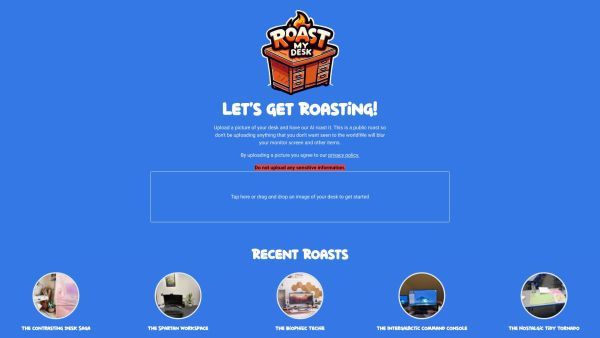 ROAST
MY
DESK
LET'S GET ROASTING!
Upload a picture of your desk and have our AI roast it. This is a public roast so
don't be uploading anything that you don't want seen to the world!We will blur
your monitor screen and other items.
By uploading a picture you agree to our privacy policy.
Do not upload any sensitive information.
Tap here or drag and drop an image of your desk to get started
RECENT ROASTS
THE CONTRASTING DESK SAGA
THE SPARTAN WORKSPACE
THE BIOPHILIC TECHIE
THE INTERGALACTIC COMMAND CONSOLE
THE NOSTALGIC TIDY TORNADO